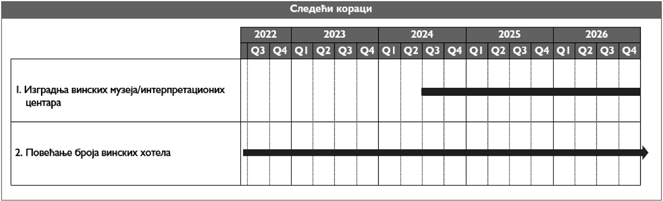 Следећи кораци
2022 2023 2024 2025 2026
Q3 Q4 Q1 Q2 Q3 Q4 Q1 Q2 Q3 Q4 Q1 Q2 Q3 Q4 Q1 Q2 Q3 Q4
1. Изградња винских музеја/интерпретационих
центара
2. Повећање броја винских хотела